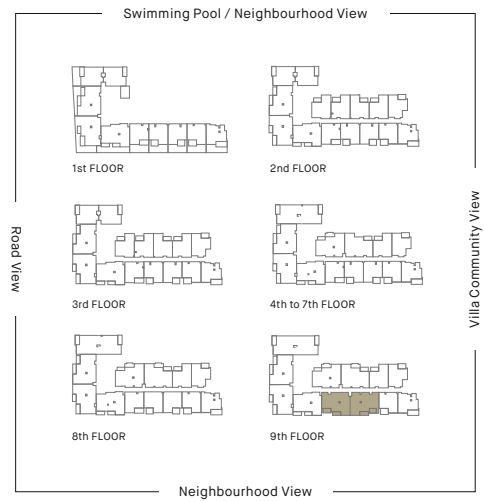 Swimming Pool / Neighbourhood View
1st FLOOR
2nd FLOOR
Road View
Villa Community View
3rd FLOOR
4th to 7th FLOOR
8th FLOOR
9th FLOOR
Neighbourhood View